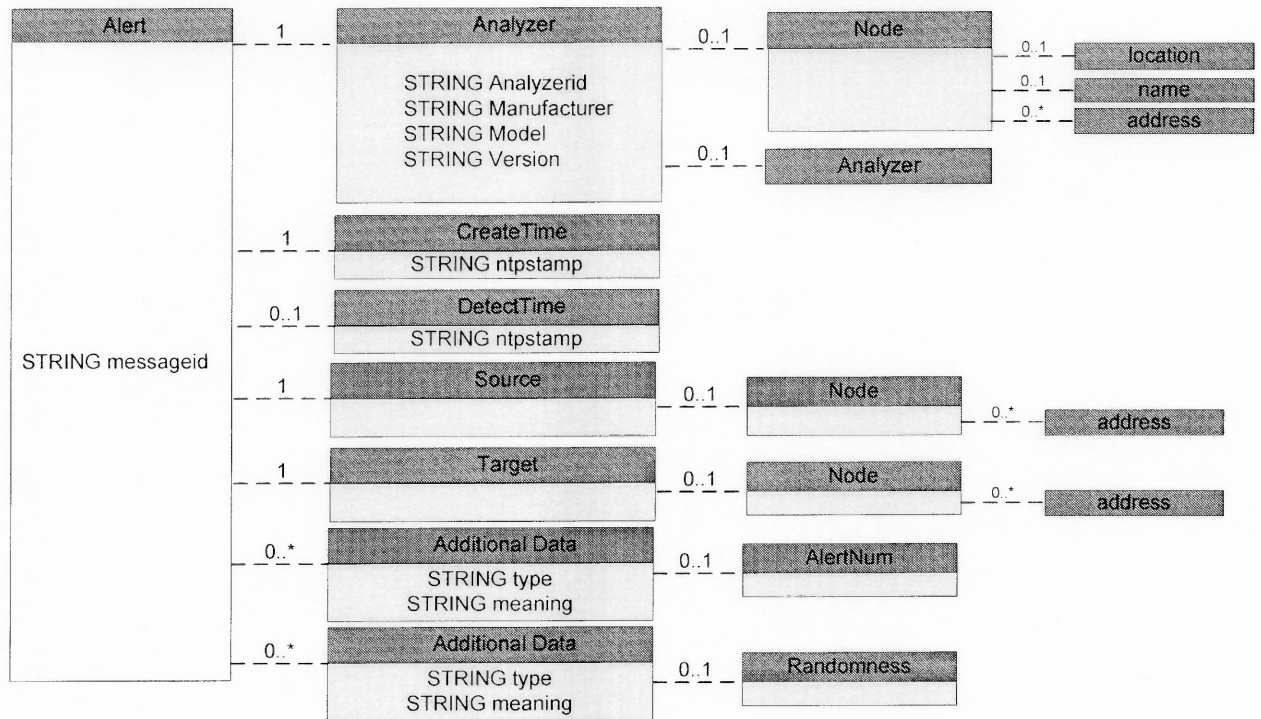 Alert
STRING messageid
1
Analyzer
STRING Analyzerid
STRING Manufacturer
STRING Model
STRING Version
0..1
Node
0..1
location
0..1
name
0..*
address
0..1
Analyzer
1
CreateTime
STRING ntpstamp
0..1
DetectTime
STRING ntpstamp
1
Source
0..1
Node
0..*
address
1
Target
0..1
Node
0..*
address
0..*
Additional Data
STRING type
STRING meaning
0..1
AlertNum
0..*
Additional Data
STRING type
STRING meaning
0..1
Randomness